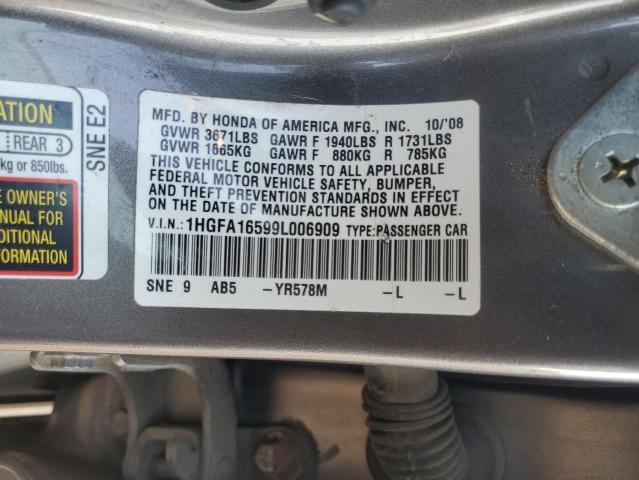 ATION
REAR 3
kg or 850lbs.
E OWNER'S
ANUAL FOR
DDITIONAL
ORMATION
SNE E2
MFD. BY HONDA OF AMERICA MFG., INC. 10/'08
GVWR 3671LBS GAWR F 1940LBS R 1731LBS
GVWR 1665KG GAWR F 880KG R 785KG
THIS VEHICLE CONFORMS TO ALL APPLICABLE
FEDERAL MOTOR VEHICLE SAFETY, BUMPER,
AND THEFT PREVENTION STANDARDS IN EFFECT
ON THE DATE OF MANUFACTURE SHOWN ABOVE.
V.I.N.: 1HGFA16599L006909 TYPE:PASSENGER CAR
SNE 9 AB5 -YR578M -L -L